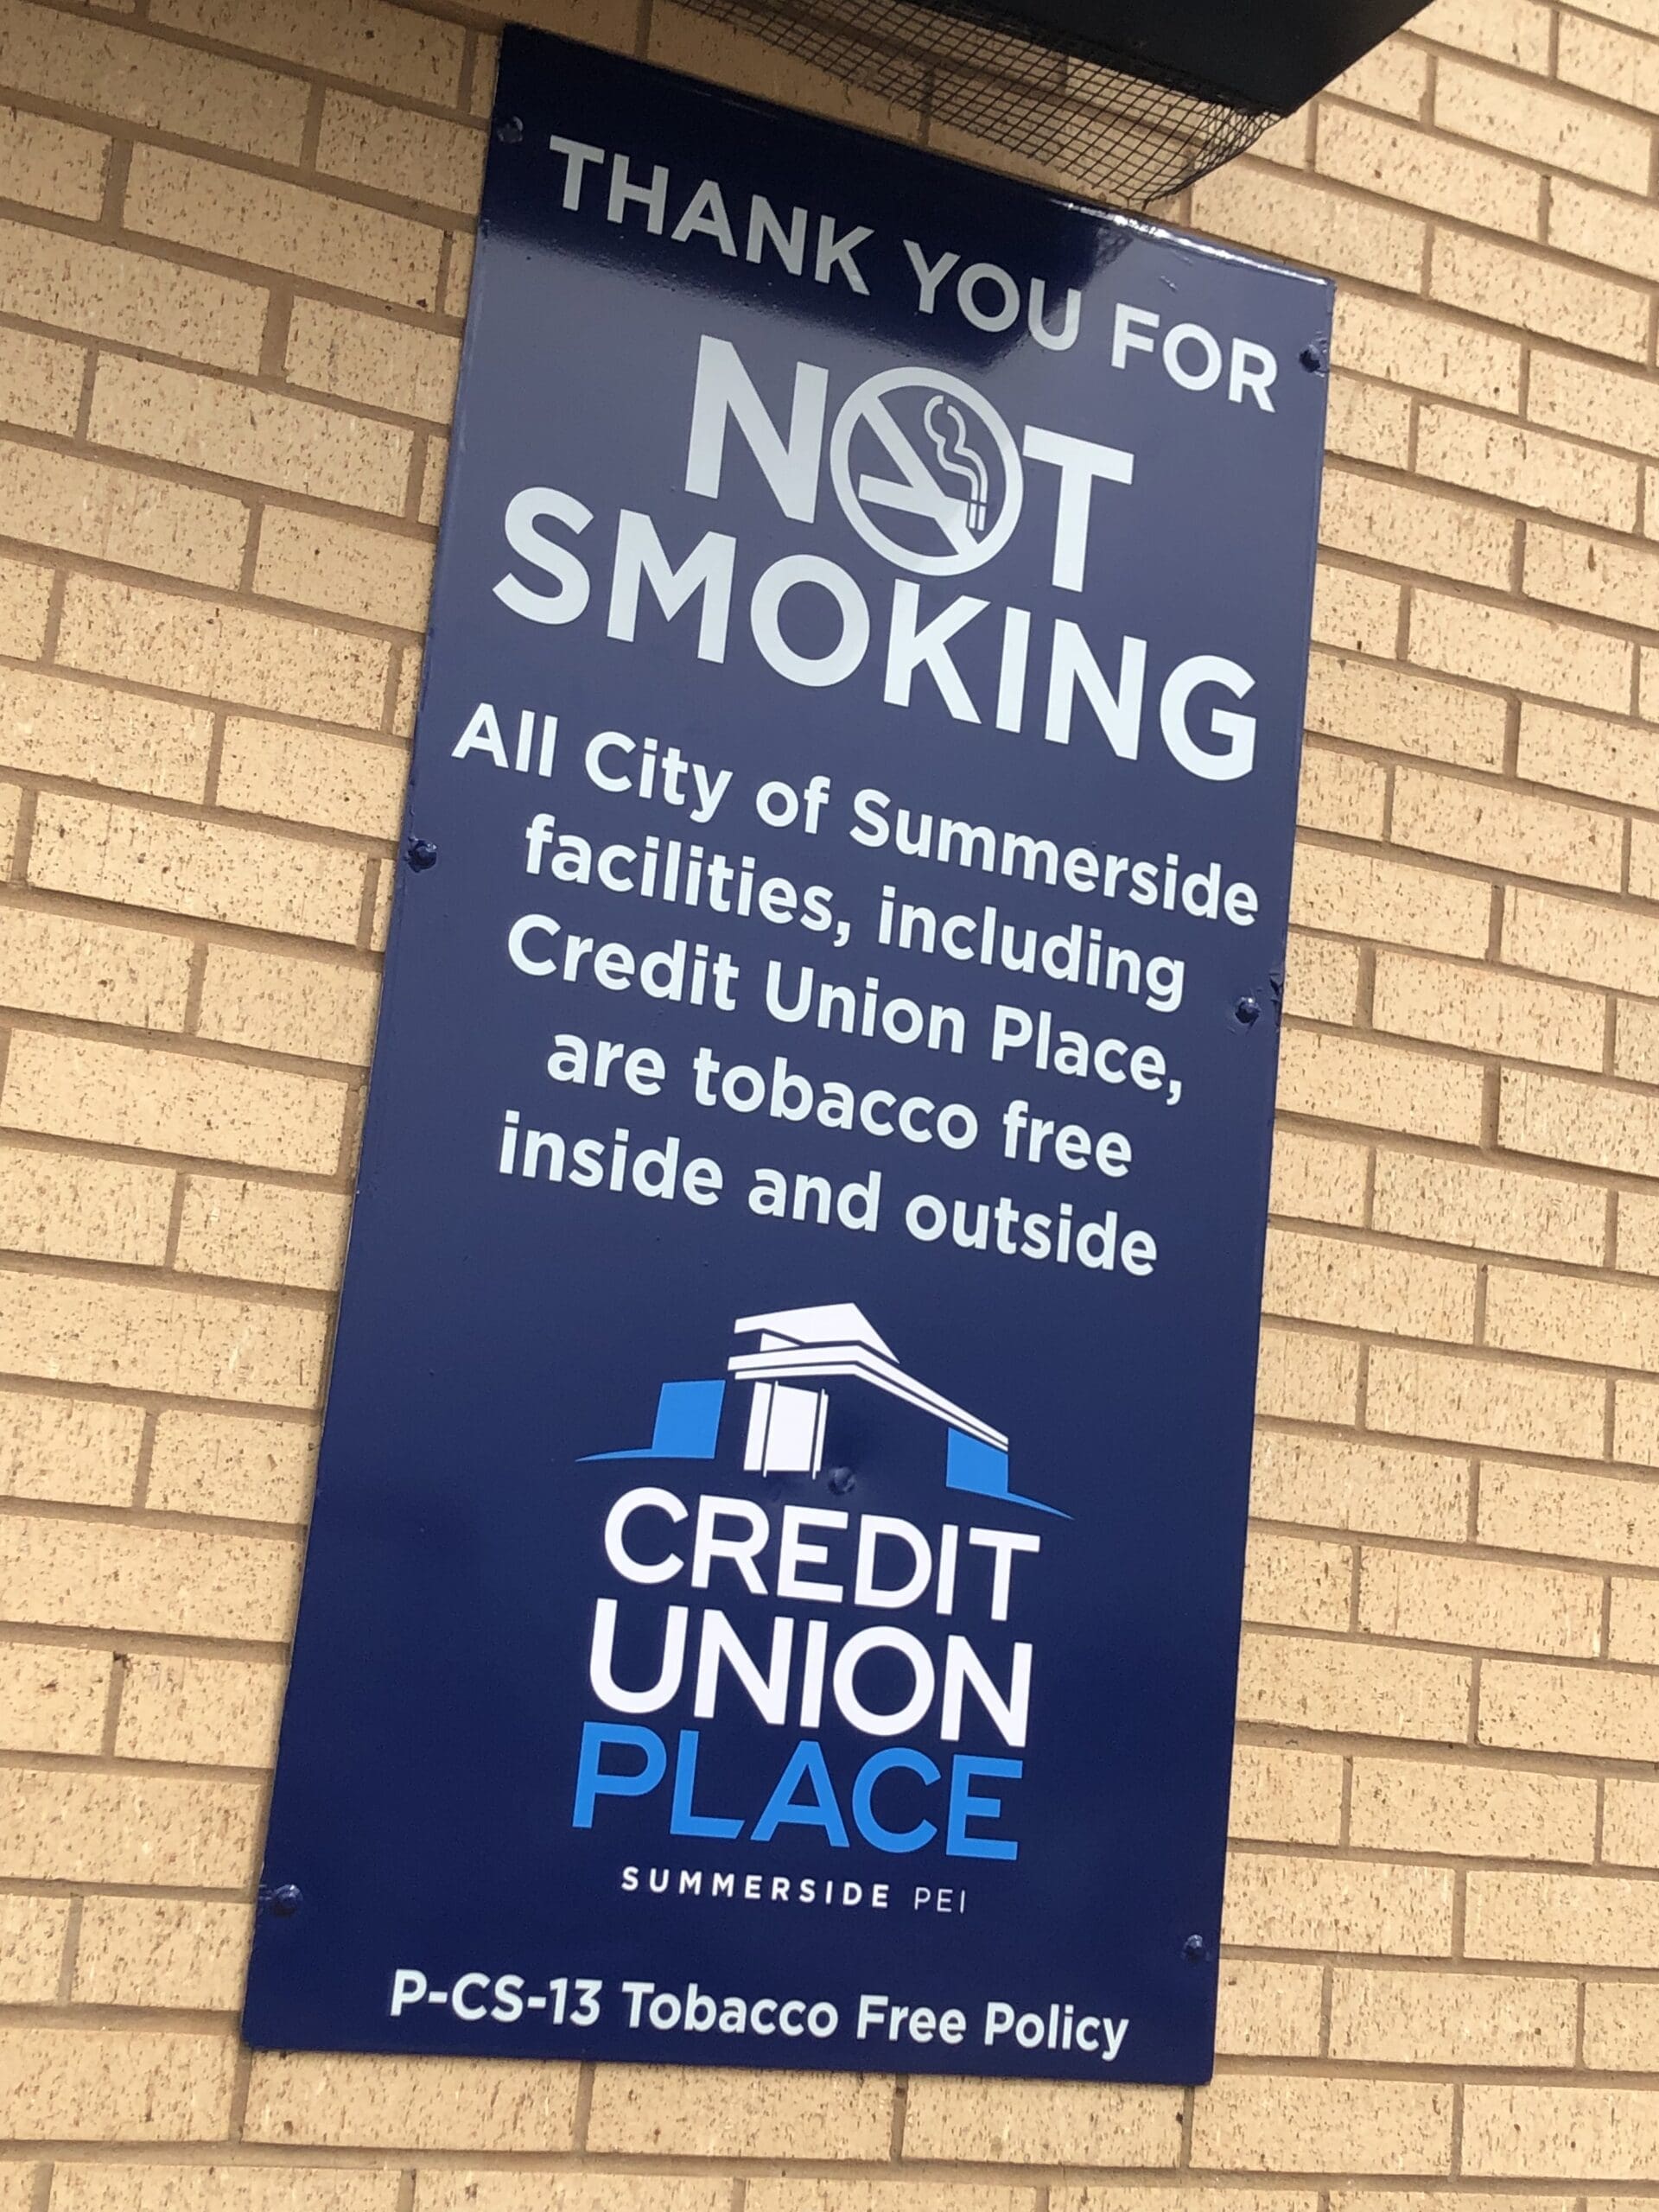 THANK YOU FOR
NOT
SMOKING
All City of Summerside
facilities, including
Credit Union Place,
are tobacco free
inside and outside
CREDIT
UNION
PLACE
SUMMERSIDE PEI
P-CS-13 Tobacco Free Policy